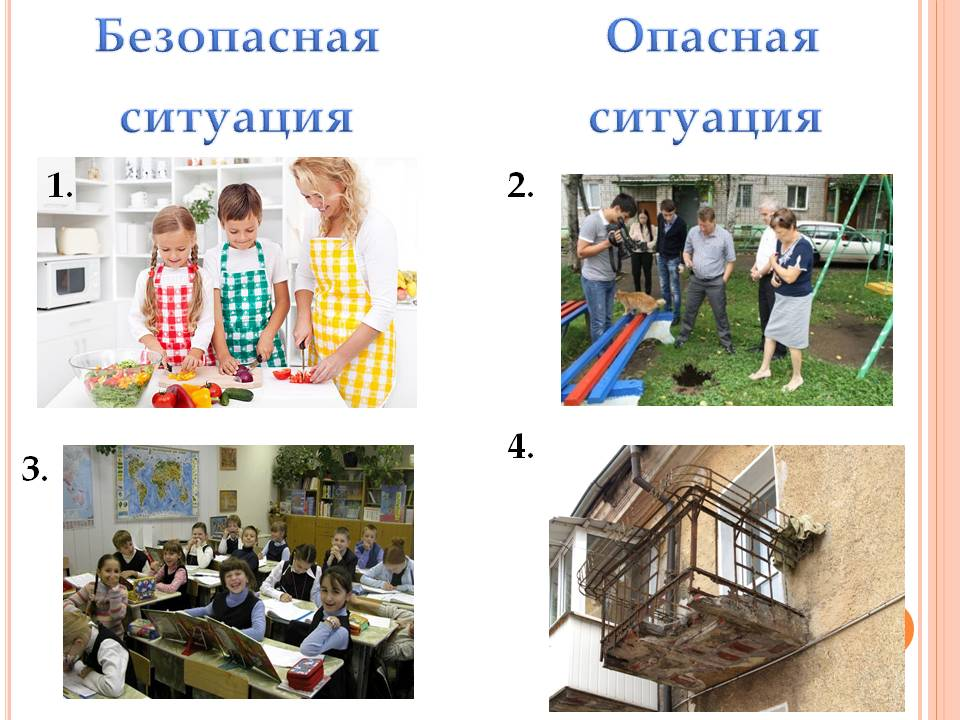 Безопасная
ситуация
Опасная
ситуация
1.
2.
3.
4.